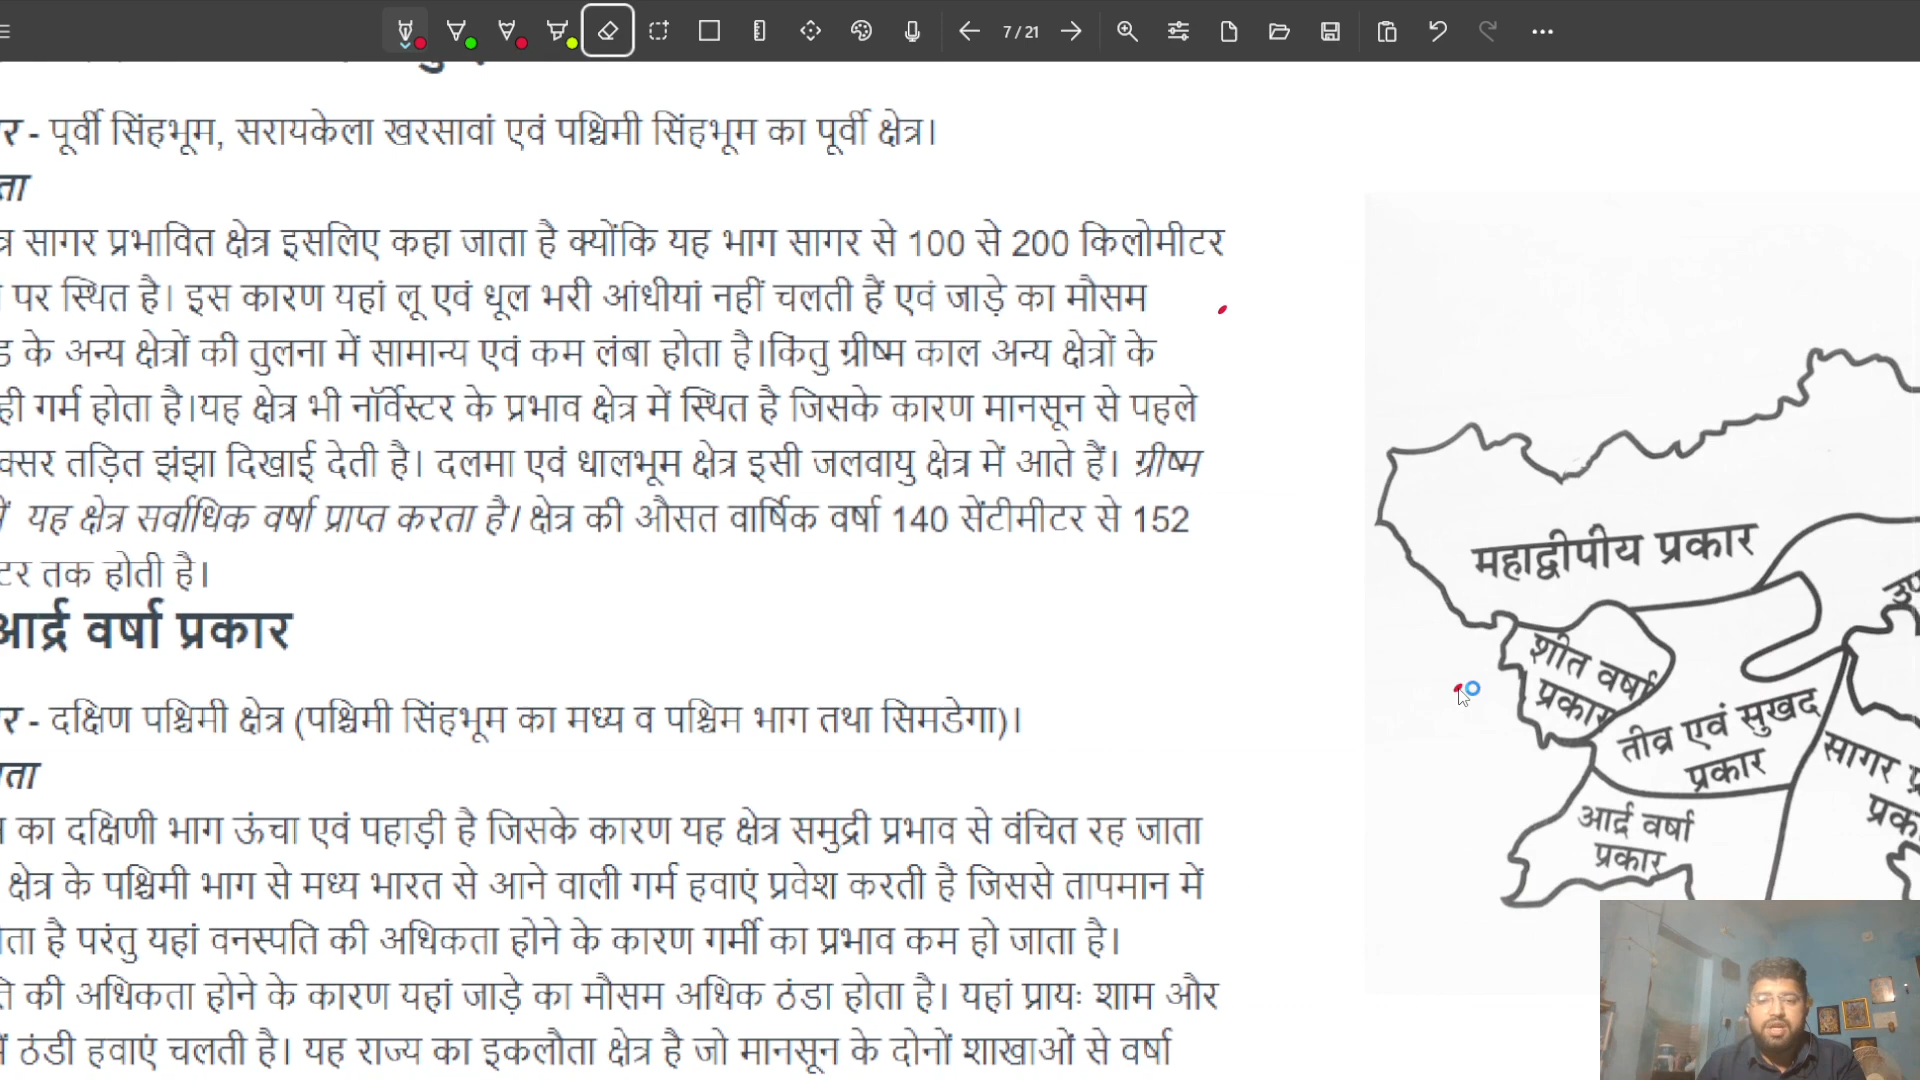 7 / 21
र - पूर्वी सिंहभूम, सरायकेला खरसावां एवं पश्चिमी सिंहभूम का पूर्वी क्षेत्र।
ता
त्र सागर प्रभावित क्षेत्र इसलिए कहा जाता है क्योंकि यह भाग सागर से 100 से 200 किलोमीटर
पर स्थित है। इस कारण यहां लू एवं धूल भरी आंधीयां नहीं चलती हैं एवं जाड़े का मौसम
ड के अन्य क्षेत्रों की तुलना में सामान्य एवं कम लंबा होता है।किंतु ग्रीष्म काल अन्य क्षेत्रों के
ही गर्म होता है।यह क्षेत्र भी नॉर्वेस्टर के प्रभाव क्षेत्र में स्थित है जिसके कारण मानसून से पहले
क्सर तड़ित झंझा दिखाई देती है। दलमा एवं धालभूम क्षेत्र इसी जलवायु क्षेत्र में आते हैं। ग्रीष्म
यह क्षेत्र सर्वाधिक वर्षा प्राप्त करता है। क्षेत्र की औसत वार्षिक वर्षा 140 सेंटीमीटर से 152
टर तक होती है।
आर्द्र वर्षा प्रकार
र - दक्षिण पश्चिमी क्षेत्र (पश्चिमी सिंहभूम का मध्य व पश्चिम भाग तथा सिमडेगा)।
ता
का दक्षिणी भाग ऊंचा एवं पहाड़ी है जिसके कारण यह क्षेत्र समुद्री प्रभाव से वंचित रह जाता
क्षेत्र के पश्चिमी भाग से मध्य भारत से आने वाली गर्म हवाएं प्रवेश करती है जिससे तापमान में
ता है परंतु यहां वनस्पति की अधिकता होने के कारण गर्मी का प्रभाव कम हो जाता है।
ति की अधिकता होने के कारण यहां जाड़े का मौसम अधिक ठंडा होता है। यहां प्रायः शाम और
ठंडी हवाएं चलती है। यह राज्य का इकलौता क्षेत्र है जो मानसून के दोनों शाखाओं से वर्षा
महाद्वीपीय प्रकार
उ
शीत वर्षा
प्रकार
तीव्र एवं सुखद
प्रकार
सागर प्र
प्रका
आर्द्र वर्षा
प्रकार